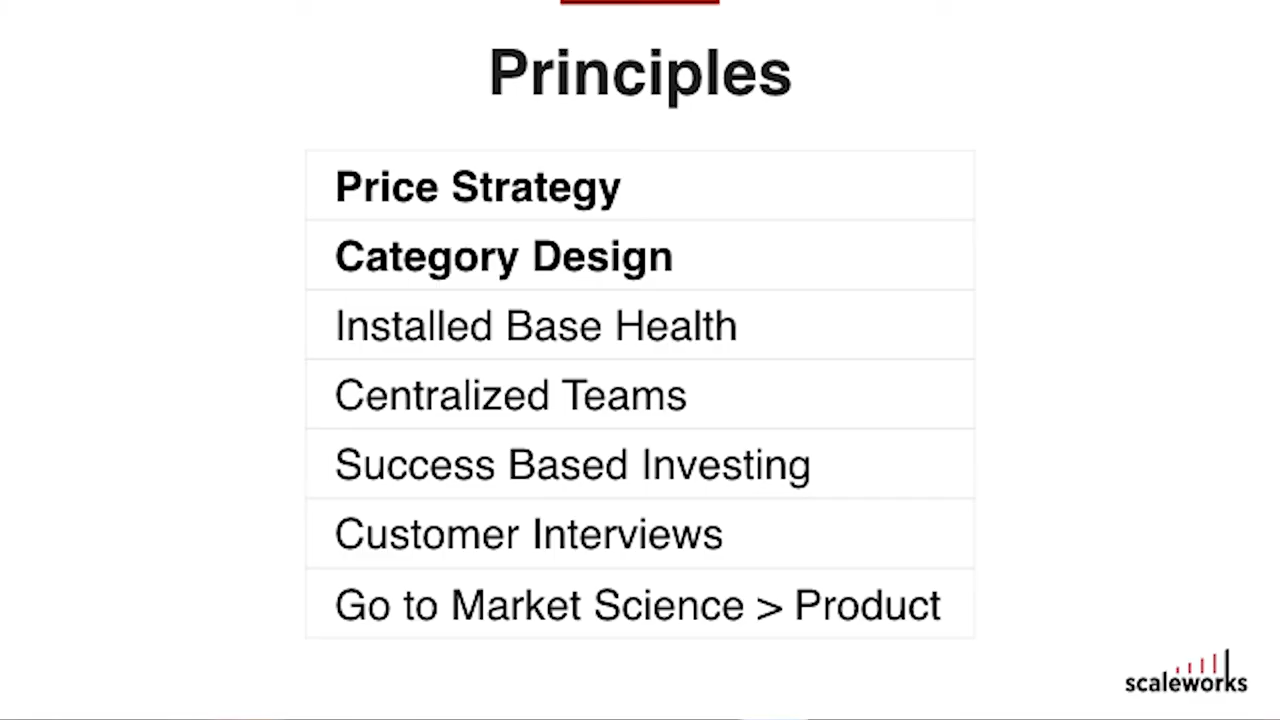 Principles
Price Strategy
Category Design
Installed Base Health
Centralized Teams
Success Based Investing
Customer Interviews
Go to Market Science > Product
scaleworks